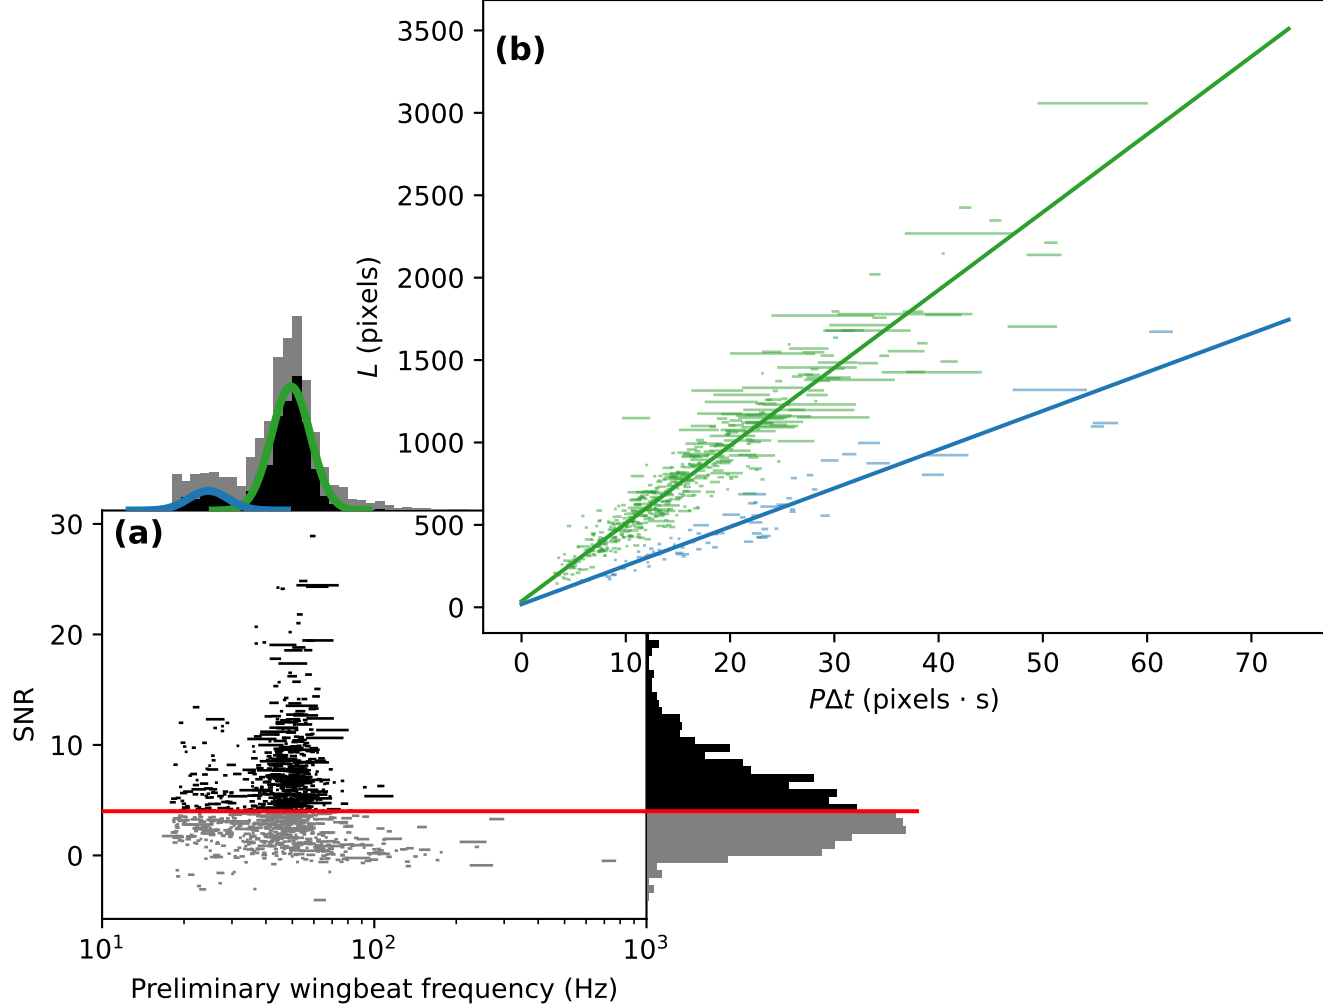 (b)
3500
3000
2500
2000
1500
1000
500
0
L (pixels)
0 10 20 30 40 50 60 70
PΔt (pixels · s)
(a)
30
20
10
0
SNR
10¹ 10² 10³
Preliminary wingbeat frequency (Hz)